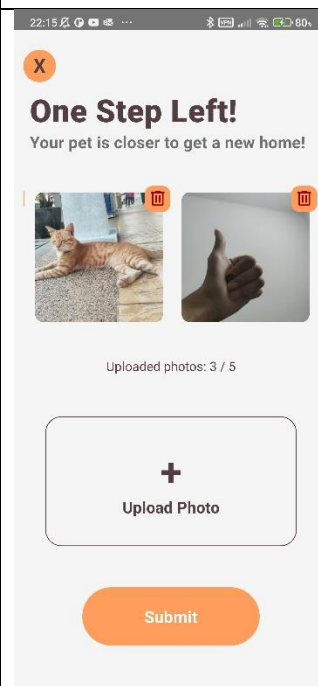 22:15 VPN 80%
X
One Step Left!
Your pet is closer to get a new home!
Uploaded photos: 3 / 5
+
Upload Photo
Submit